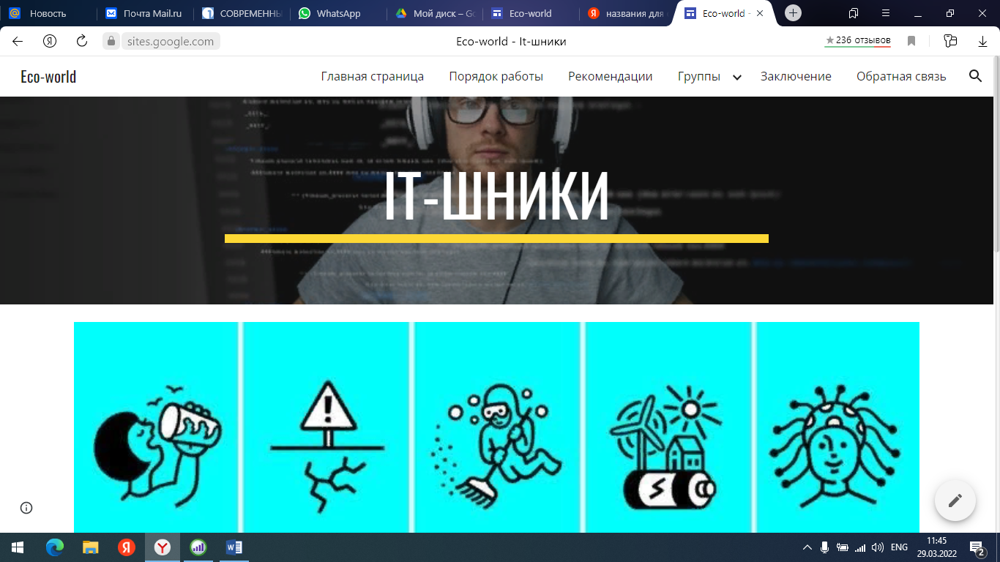 Новость
Почта Mail.ru
СОВРЕМЕННЫ
WhatsApp
Мой диск – Go
Eco-world
названия для
Eco-world -
sites.google.com
Eco-world - It-шники
236 отзывов
Eco-world
Главная страница
Порядок работы
Рекомендации
Группы
Заключение
Обратная связь
IT-ШНИКИ
ENG
11:45
29.03.2022
2